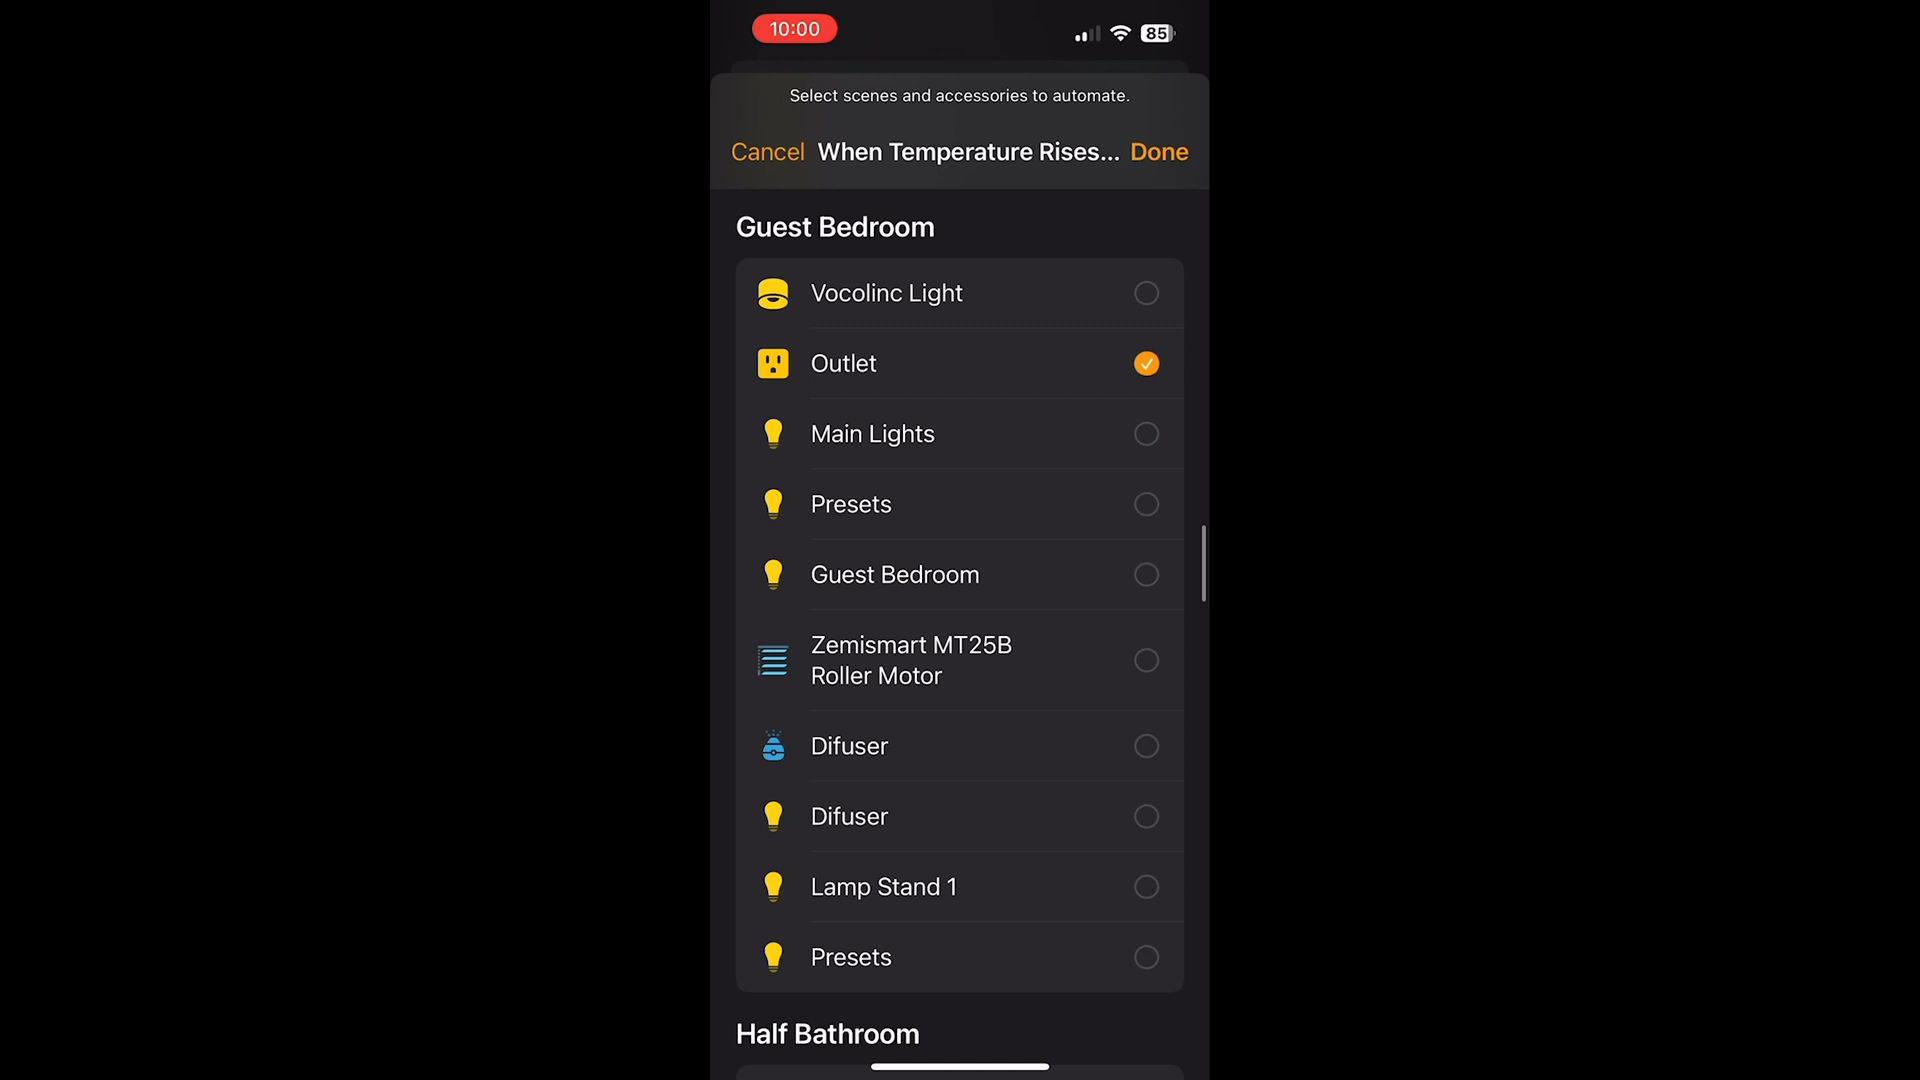 10:00
85
Select scenes and accessories to automate.
Cancel When Temperature Rises... Done
Guest Bedroom
Vocolinc Light
Outlet
Main Lights
Presets
Guest Bedroom
Zemismart MT25B
Roller Motor
Difuser
Difuser
Lamp Stand 1
Presets
Half Bathroom